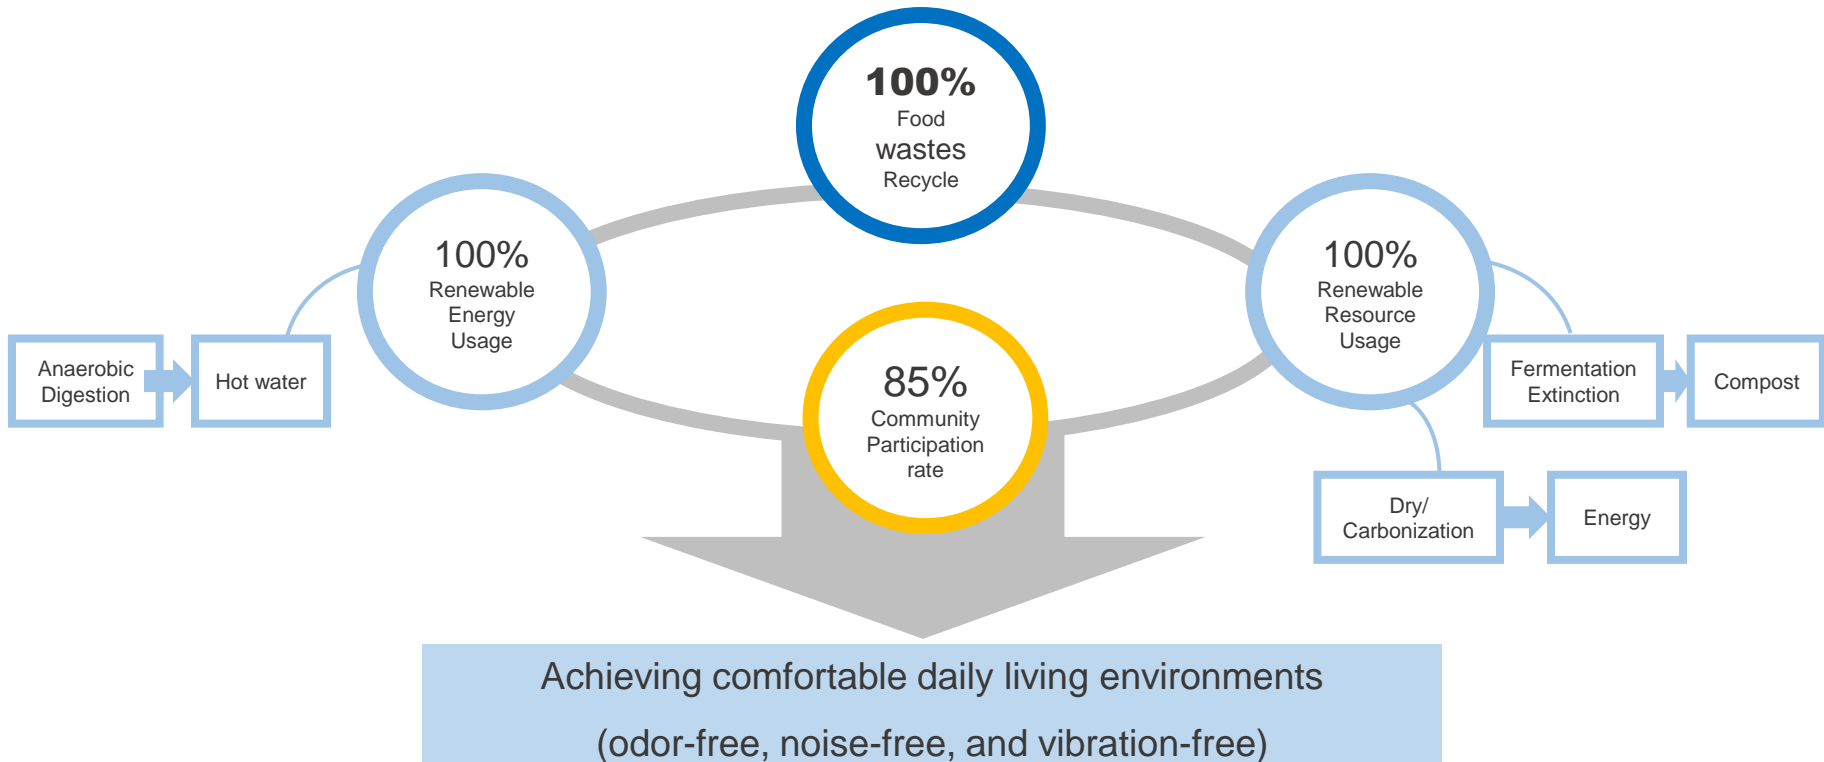 100%
Food
wastes
Recycle
100%
Renewable
Energy
Usage
100%
Renewable
Resource
Usage
85%
Community
Participation
rate
Anaerobic
Digestion
Hot water
Fermentation
Extinction
Compost
Dry/
Carbonization
Energy
Achieving comfortable daily living environments
(odor-free, noise-free, and vibration-free)